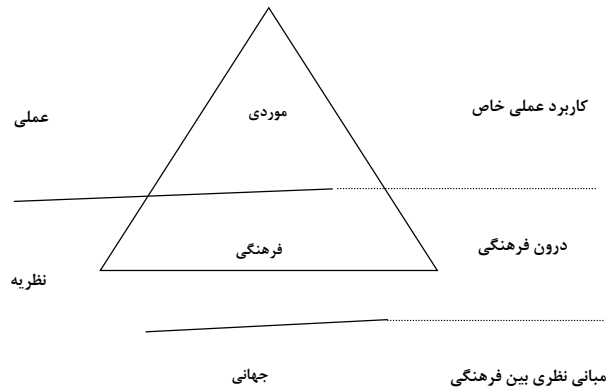 کاربرد عملی خاص
موردی
عملی
درون فرهنگی
فرهنگی
نظریه
مبانی نظری بین فرهنگی
جهانی